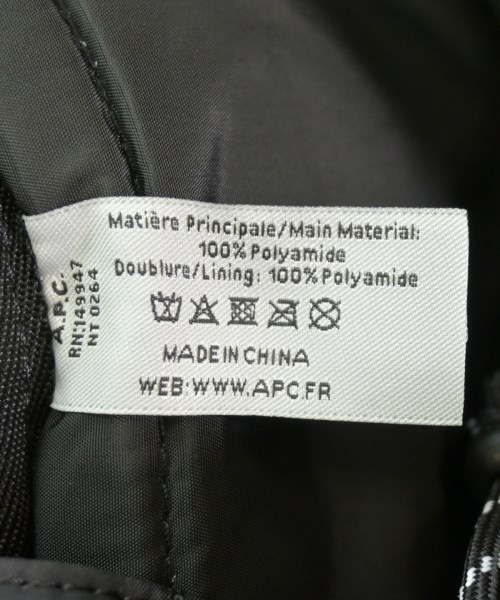 Matière Principale/Main Material:
100% Polyamide
Doublure/Lining: 100% Polyamide
MADE IN CHINA
WEB:WWW.APC.FR
A.P.C.
RN:149947
NT 0264